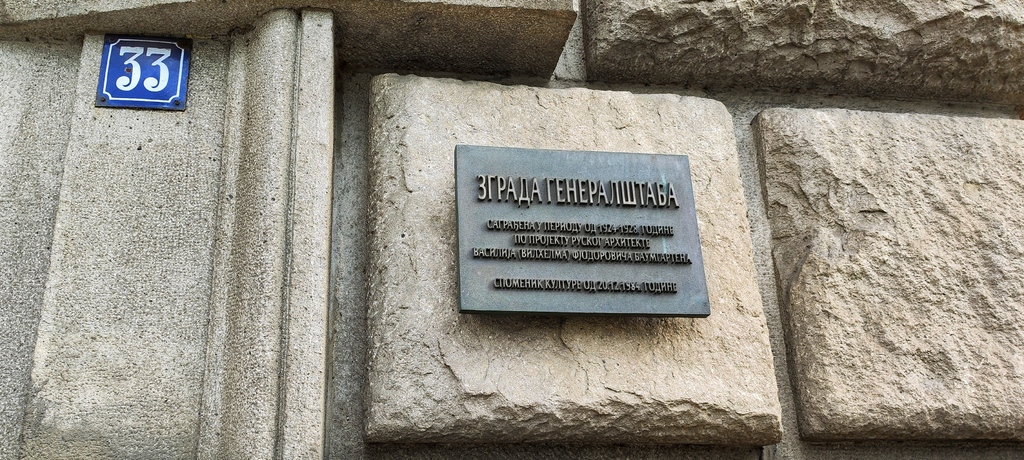 33
ЗГРАДА ГЕНЕРАЛШТАБА
САГРАЂЕНА У ПЕРИОДУ ОД 1924-1928. ГОДИНЕ
ПО ПРОЈЕКТУ РУСКОГ АРХИТЕКТЕ
ВАСИЛИЈА (ВИЛХЕЛМА) ФЈОДОРОВИЧА БАУМГАРТЕНА
СПОМЕНИК КУЛТУРЕ ОД 20.12.1984. ГОДИНЕ